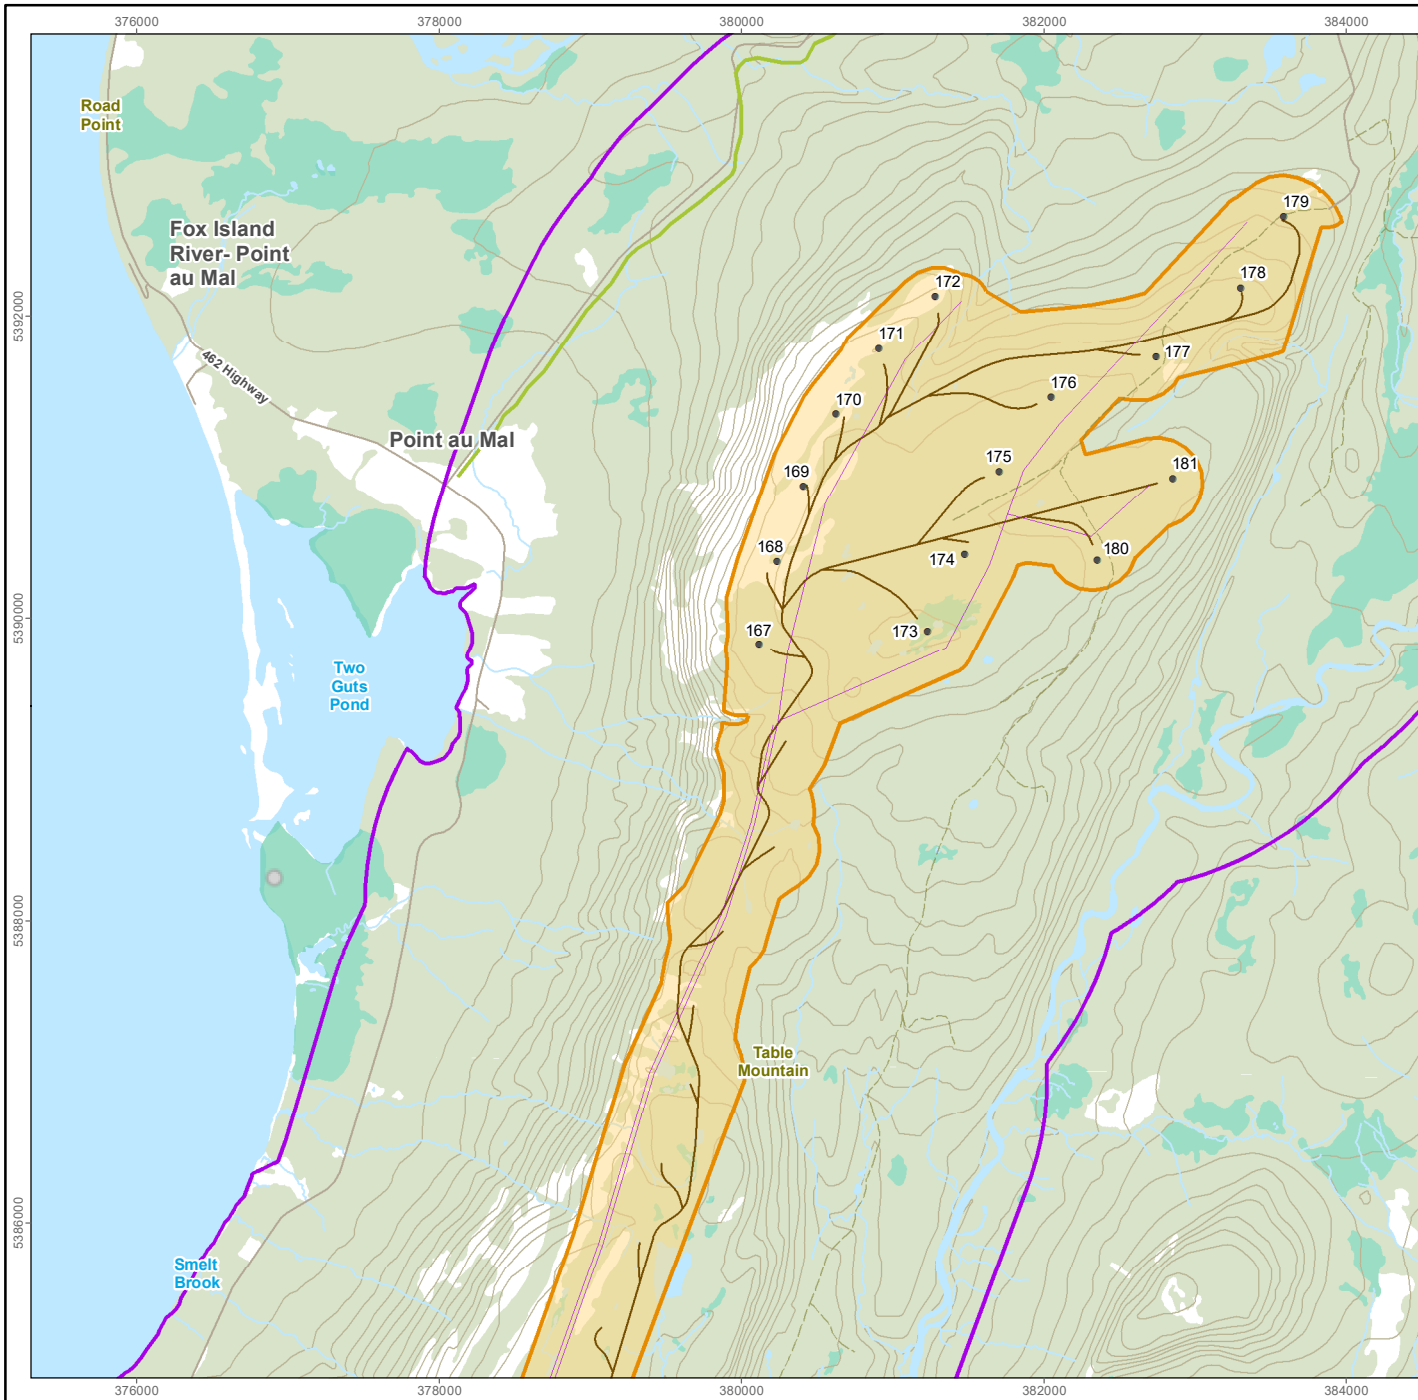 376000
378000
380000
382000
384000
Road
Point
179
Fox Island
River- Point
au Mal
178
172
5392000
171
177
462 Highway
176
170
Point au Mal
175
181
169
168
174
180
5390000
167
173
Two
Guts
Pond
5388000
Table
Mountain
5386000
Smelt
Brook
376000
378000
380000
382000
384000